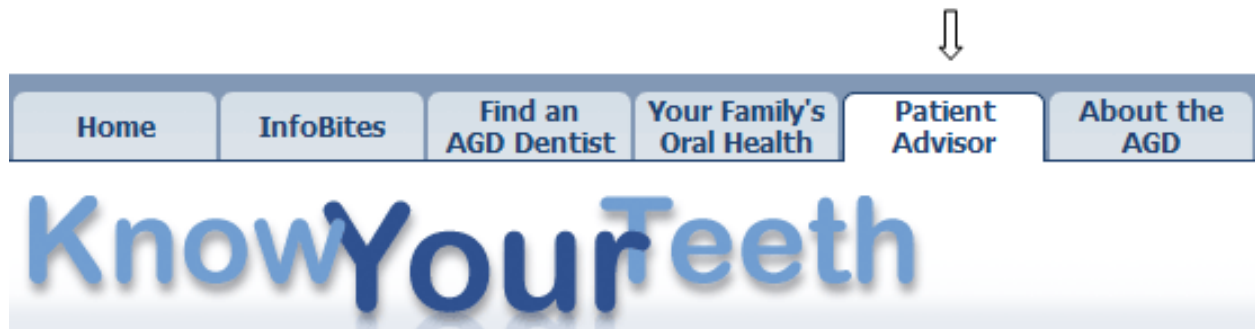 Home
InfoBites
Find an
AGD Dentist
Your Family's
Oral Health
Patient
Advisor
About the
AGD
KnowYourTeeth